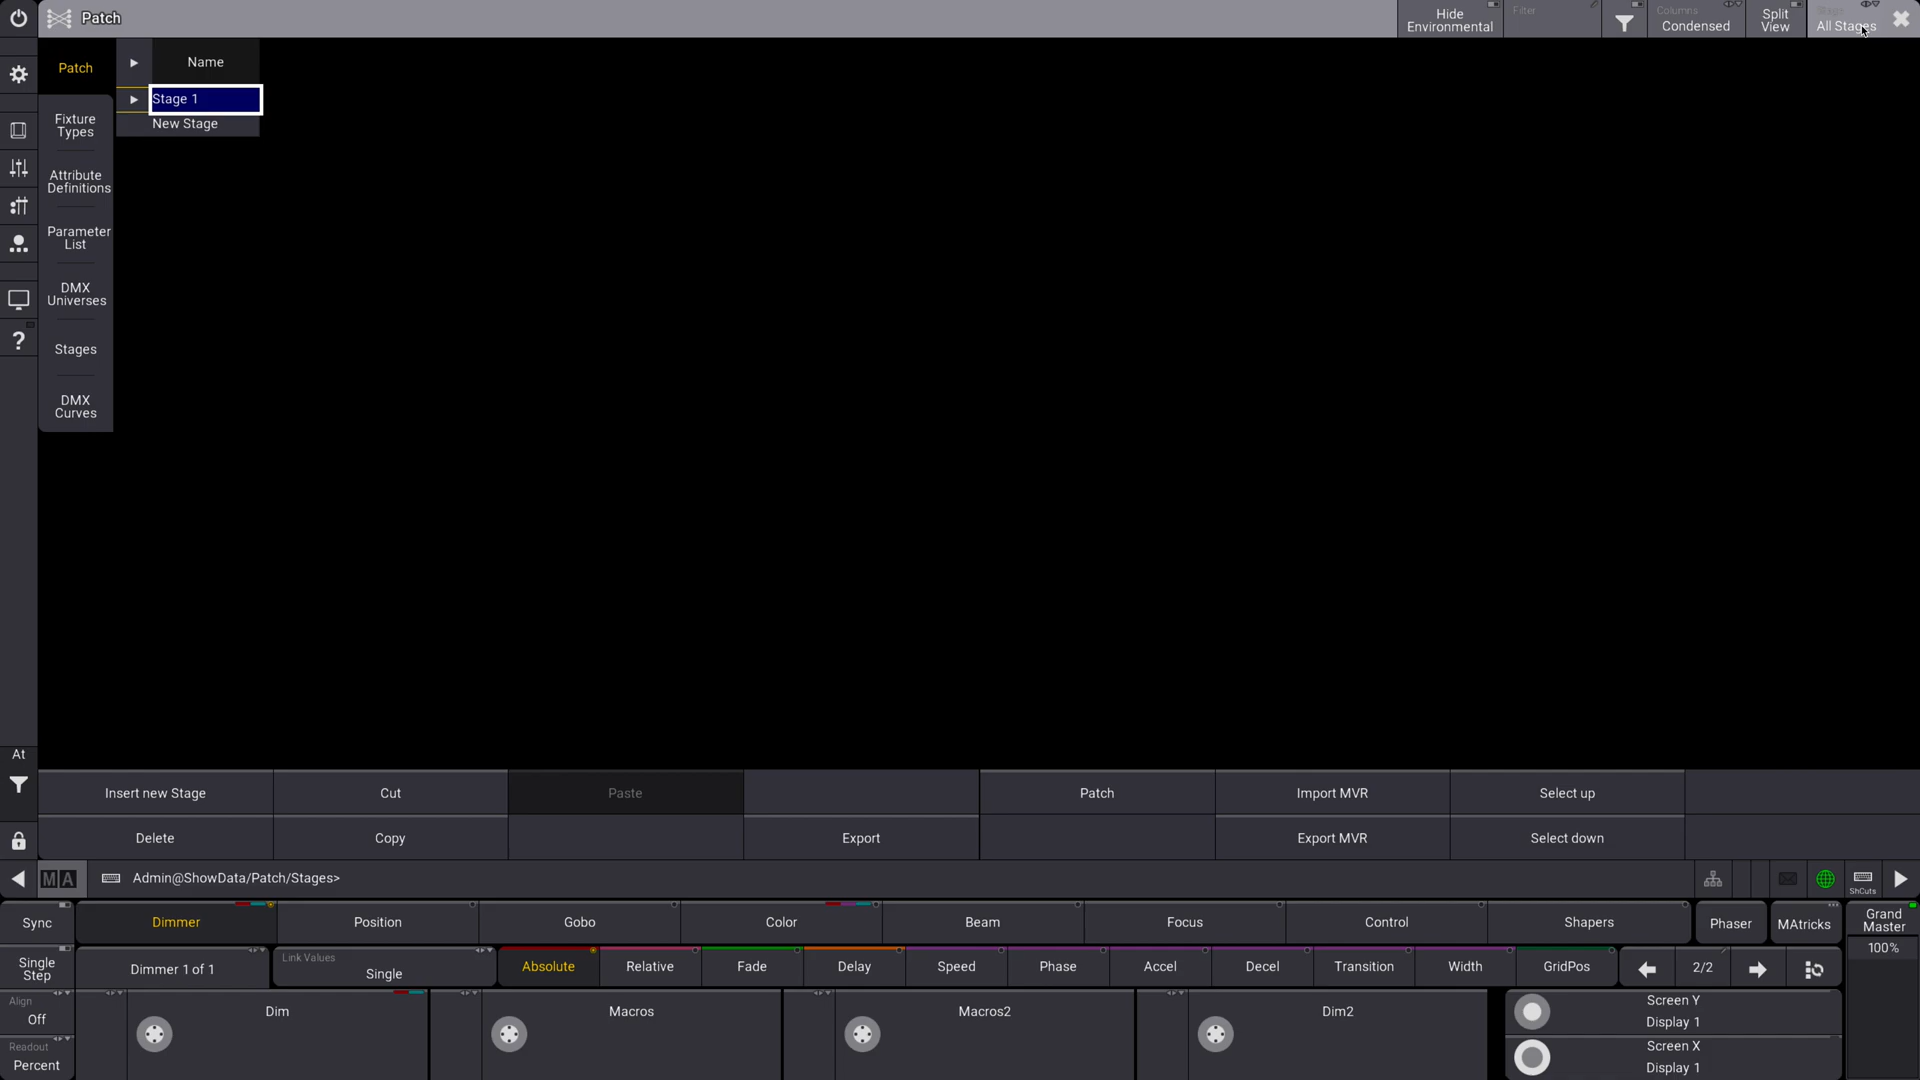 Patch
Hide
Environmental
Filter
Columns
Condensed
Split
View
All Stages
Patch
Name
Stage 1
New Stage
Fixture
Types
Attribute
Definitions
Parameter
List
DMX
Universes
?
Stages
DMX
Curves
At
Insert new Stage
Cut
Paste
Patch
Import MVR
Select up
Delete
Copy
Export
Export MVR
Select down
MA
Admin@ShowData/Patch/Stages>
ShCuts
Sync
Dimmer
Position
Gobo
Color
Beam
Focus
Control
Shapers
Phaser
MAtricks
Grand
Master
100%
Single
Step
Dimmer 1 of 1
Link Values
Single
Absolute
Relative
Fade
Delay
Speed
Phase
Accel
Decel
Transition
Width
GridPos
2/2
Align
Off
Readout
Percent
Dim
Macros
Macros2
Dim2
Screen Y
Display 1
Screen X
Display 1